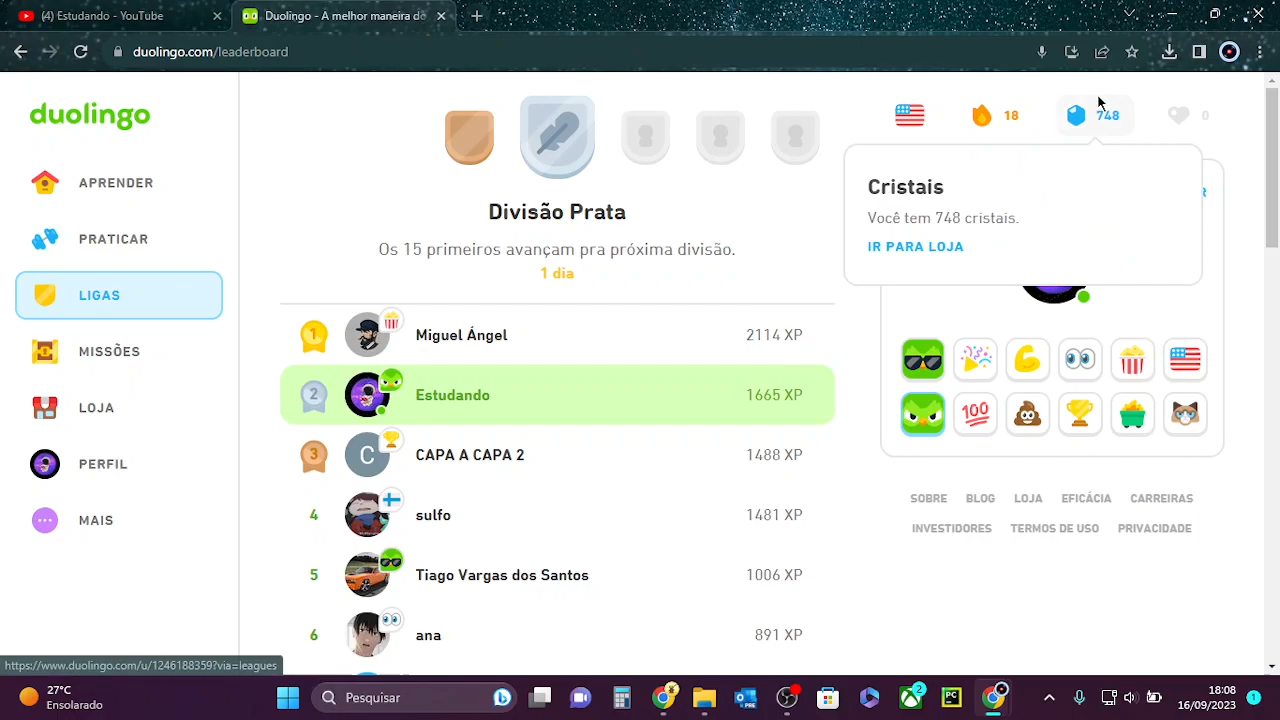 (4) Estudando - YouTube
Duolingo - A melhor maneira do
duolingo.com/leaderboard
duolingo
APRENDER
PRATICAR
LIGAS
MISSÕES
LOJA
PERFIL
MAIS
Divisão Prata
Os 15 primeiros avançam pra próxima divisão.
1 dia
1 Miguel Ángel 2114 XP
2 Estudando 1665 XP
3 C CAPA A CAPA 2 1488 XP
4 sulfo 1481 XP
5 Tiago Vargas dos Santos 1006 XP
6 ana 891 XP
18 748 0
Cristais
Você tem 748 cristais.
IR PARA LOJA
R
100
SOBRE BLOG LOJA EFICÁCIA CARREIRAS
INVESTIDORES TERMOS DE USO PRIVACIDADE
https://www.duolingo.com/u/1246188359?via=leagues
27°C
Ensolarado
Pesquisar
PRE
2
PC
18:08
16/09/2023
1